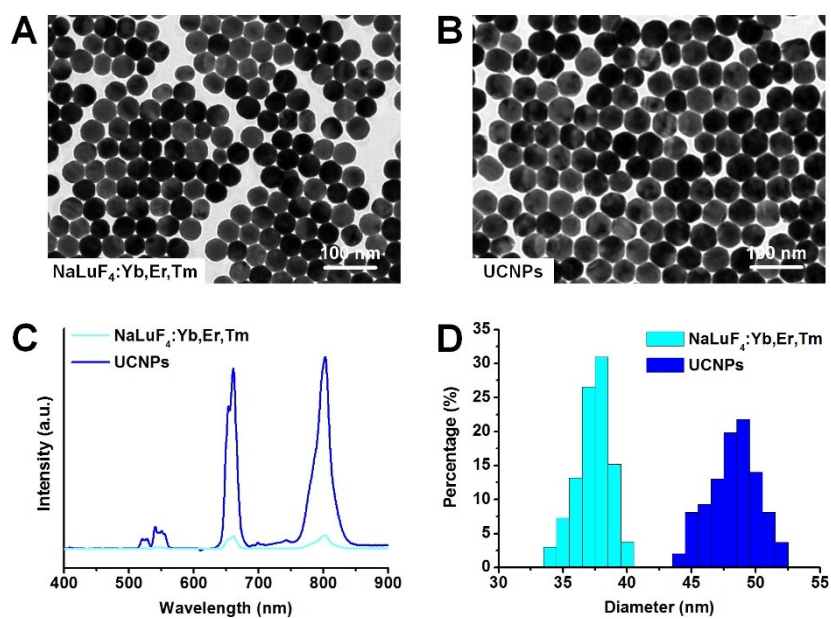 A
B
100 nm
NaLuF₄:Yb,Er,Tm
100 nm
UCNPs
C
NaLuF₄:Yb,Er,Tm
UCNPs
Intensity (a.u.)
400 500 600 700 800 900
Wavelength (nm)
D
NaLuF₄:Yb,Er,Tm
UCNPs
Percentage (%)
35
30
25
20
15
10
5
0
30 35 40 45 50 55
Diameter (nm)